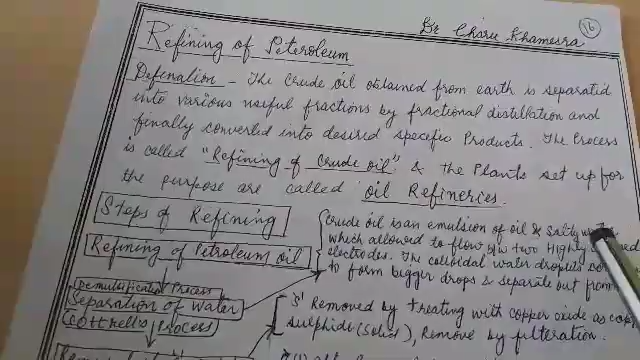 Dr Charu Khamesra
16
Refining of Peteroleum
Defenation - The Crude Oil obtained from earth is separated
into various useful fractions by fractional distillation and
finally converted into desired specific Products. The Process
is called "Refining of Crude oil" & the Plants set up for
the purpose are called oil Refineries.
Steps of Refining
Crude oil is an emulsion of oil & Salty
which allowed to flow b/w two Highly
electrodes. The colloidal water droplets
to form bigger drops & separate out from
Refining of Petroleum oil
Demulsification Process
Separation of Water
Cottrell's Process
'S' Removed by treating with copper oxide as
sulphide (solid), Remove by filteration.